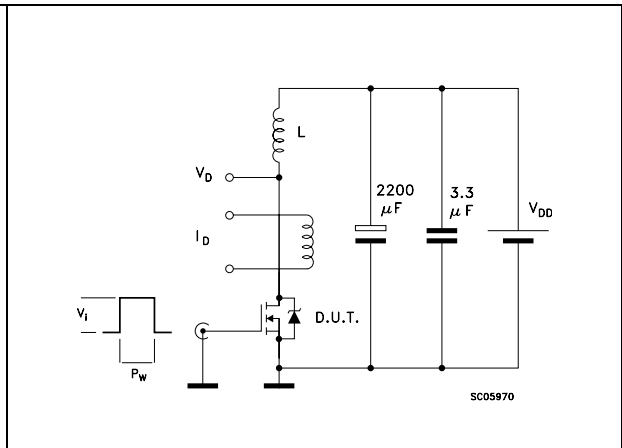 L
V_D
2200
μF
3.3
μF
V_DD
I_D
V_i
D.U.T.
P_W
SC05970